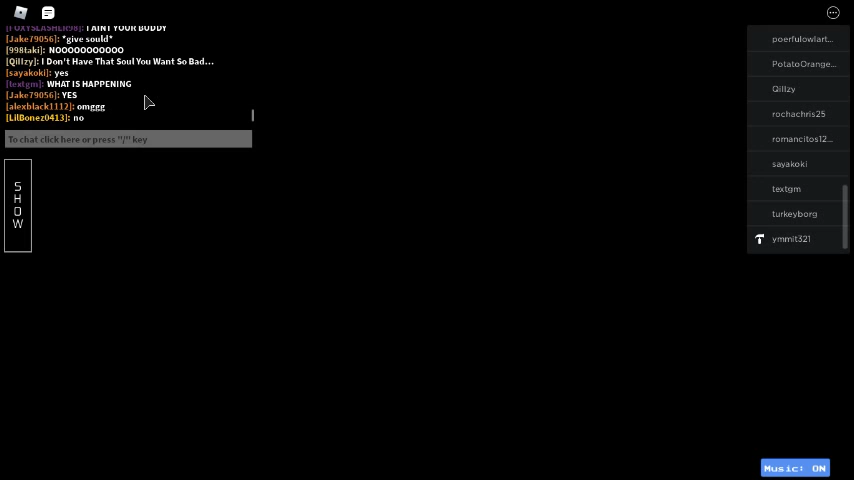 [FOXYSLASHER98]: I AINT YOUR BUDDY
[Jake79056]: *give sould*
[998taki]: NOOOOOOOOOOO
[Qillzy]: I Don't Have That Soul You Want So Bad...
[sayakoki]: yes
[textgm]: WHAT IS HAPPENING
[Jake79056]: YES
[alexblack1112]: omggg
[LilBonez0413]: no
To chat click here or press "/" key
SHOW
poerfulowlart...
PotatoOrange...
Qillzy
rochachris25
romancitos12...
sayakoki
textgm
turkeyborg
ymmit321
Music: ON